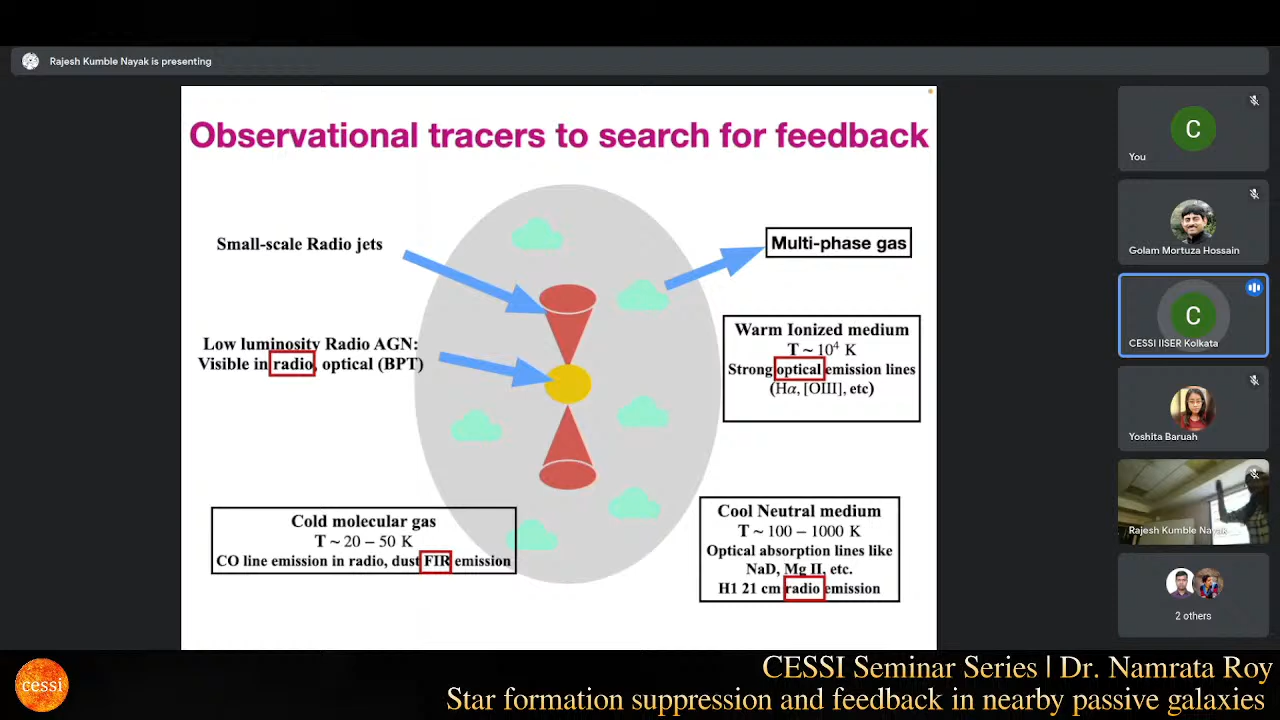 Rajesh Kumble Nayak is presenting
Observational tracers to search for feedback
Small-scale Radio jets
Multi-phase gas
Low luminosity Radio AGN:
Visible in radio, optical (BPT)
Warm Ionized medium
T ~ 10⁴ K
Strong optical emission lines
(Hα, [OIII], etc)
Cold molecular gas
T ~ 20 – 50 K
CO line emission in radio, dust FIR emission
Cool Neutral medium
T ~ 100 – 1000 K
Optical absorption lines like
NaD, Mg II, etc.
H1 21 cm radio emission
C
You
Golam Mortuza Hossain
C
CESSI IISER Kolkata
Yoshita Baruah
Rajesh Kumble Nayak
2 others
cessi
CESSI Seminar Series | Dr. Namrata Roy
Star formation suppression and feedback in nearby passive galaxies